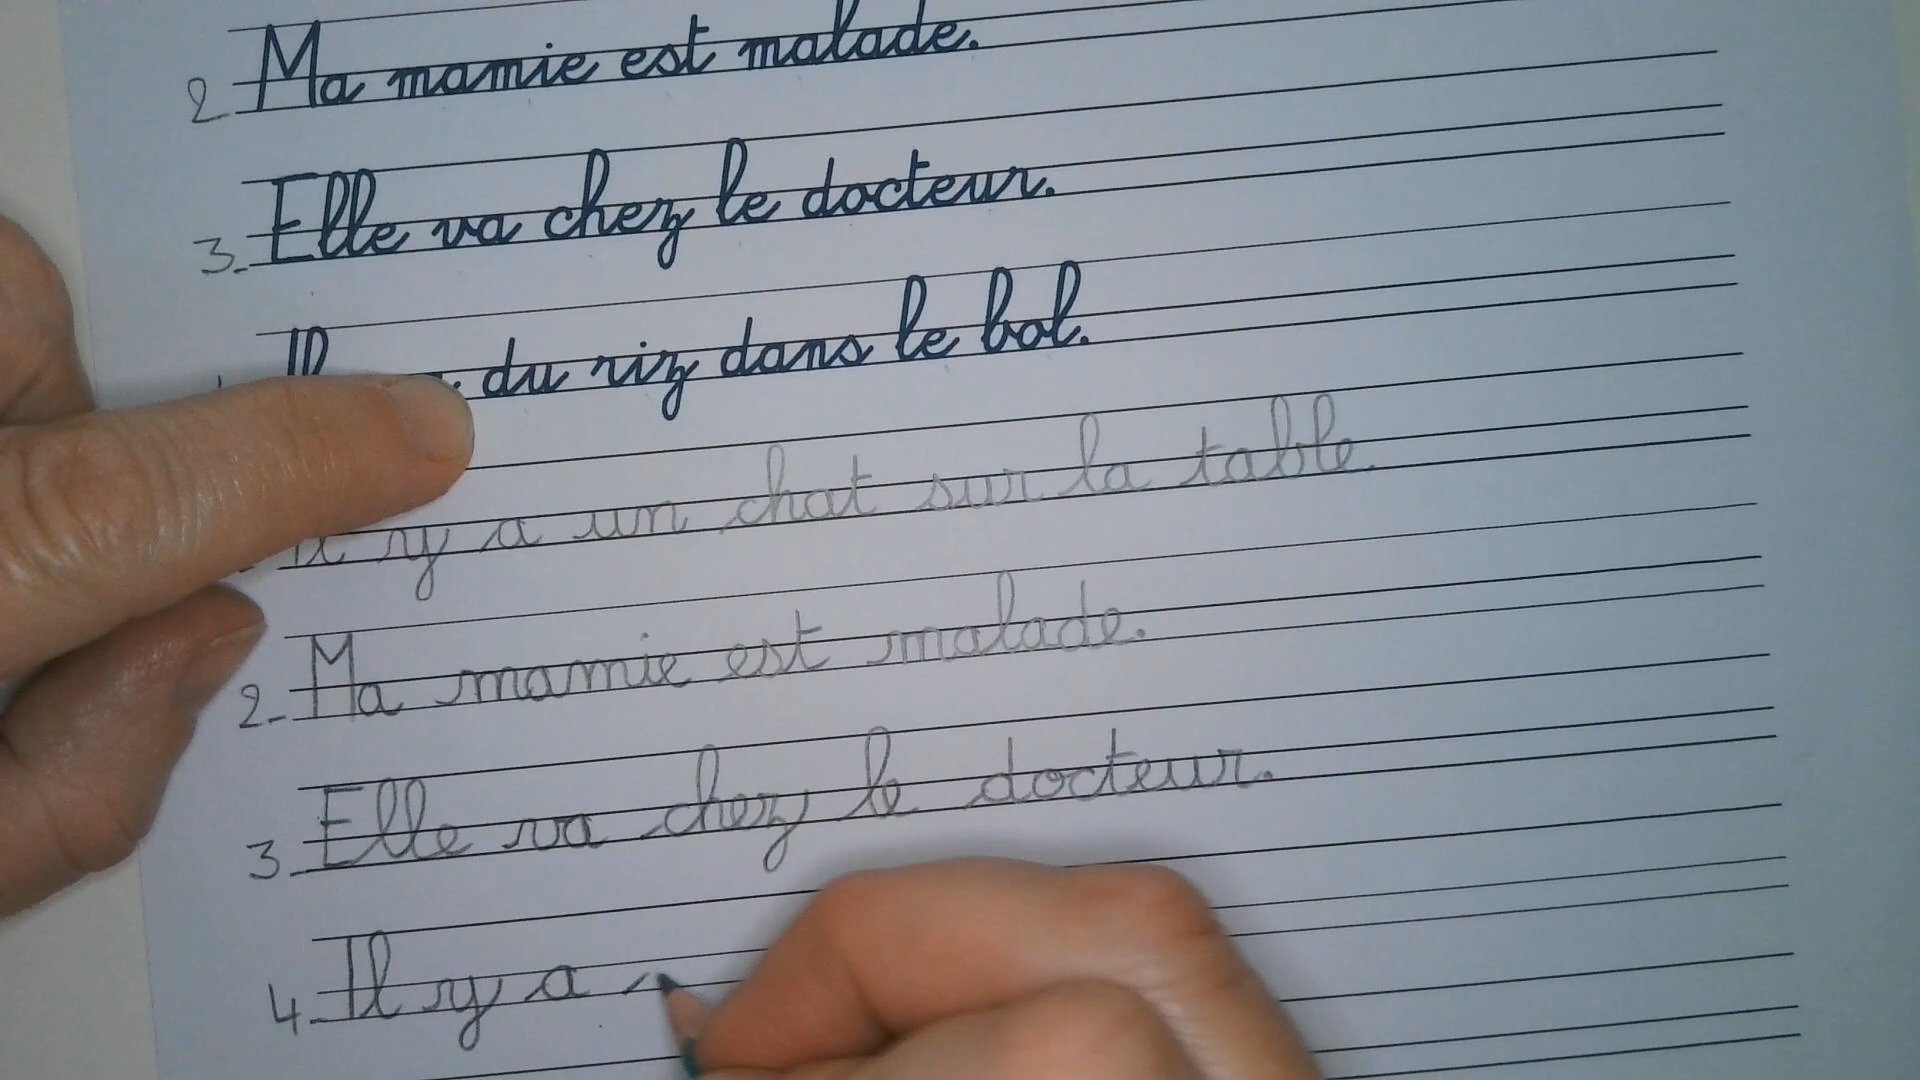 2 Ma mamie est malade.
3. Elle va chez le docteur.
du riz dans le bol.
Il y a un chat sur la table.
2- Ma mamie est malade.
3 Elle va chez le docteur.
4. Il y a